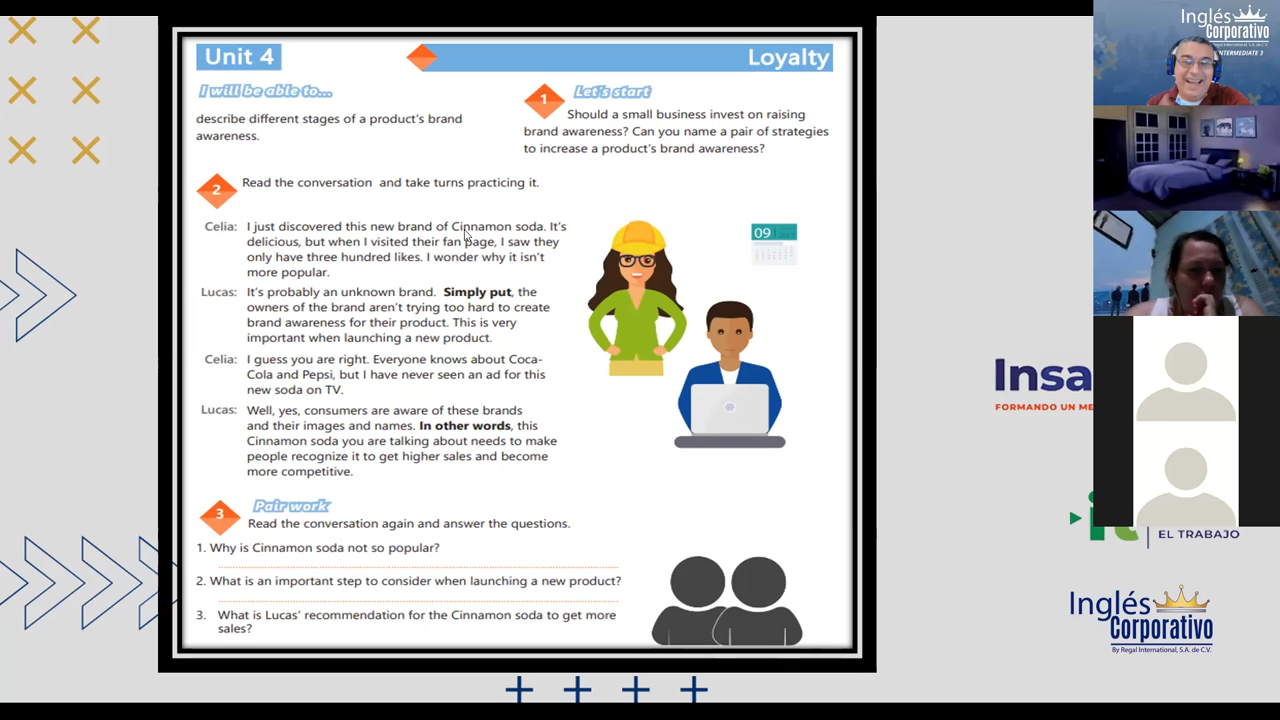 Unit 4
Loyalty
I will be able to...
describe different stages of a product's brand
awareness.
1
Let's start
Should a small business invest on raising
brand awareness? Can you name a pair of strategies
to increase a product's brand awareness?
2
Read the conversation and take turns practicing it.
Celia: I just discovered this new brand of Cinnamon soda. It's
delicious, but when I visited their fan page, I saw they
only have three hundred likes. I wonder why it isn't
more popular.
Lucas: It's probably an unknown brand. Simply put, the
owners of the brand aren't trying too hard to create
brand awareness for their product. This is very
important when launching a new product.
Celia: I guess you are right. Everyone knows about Coca-
Cola and Pepsi, but I have never seen an ad for this
new soda on TV.
Lucas: Well, yes, consumers are aware of these brands
and their images and names. In other words, this
Cinnamon soda you are talking about needs to make
people recognize it to get higher sales and become
more competitive.
09
3
Pair work
Read the conversation again and answer the questions.
1. Why is Cinnamon soda not so popular?
2. What is an important step to consider when launching a new product?
3. What is Lucas' recommendation for the Cinnamon soda to get more
sales?
Inglés
Corporativo
by Regal International, S.A. de C.V.
INTERMEDIATE 3
Insa
FORMANDO UN ME
EL TRABAJO
Inglés
Corporativo
By Regal International, S.A. de C.V.